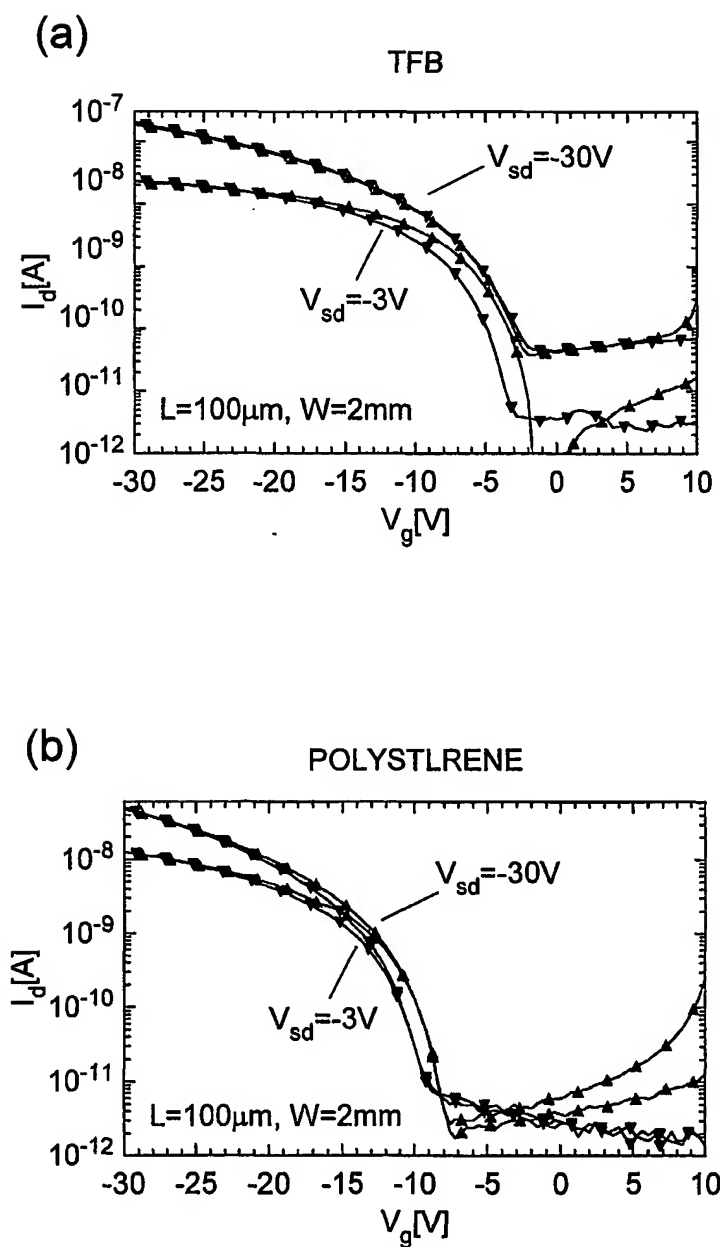 (a)
TFB
10⁻⁷
10⁻⁸
10⁻⁹
10⁻¹⁰
10⁻¹¹
10⁻¹²
I_d[A]
V_sd=-30V
V_sd=-3V
L=100µm, W=2mm
-30 -25 -20 -15 -10 -5 0 5 10
V_g[V]
(b)
POLYSTLRENE
10⁻⁸
10⁻⁹
10⁻¹⁰
10⁻¹¹
10⁻¹²
I_d[A]
V_sd=-30V
V_sd=-3V
L=100µm, W=2mm
-30 -25 -20 -15 -10 -5 0 5 10
V_g[V]